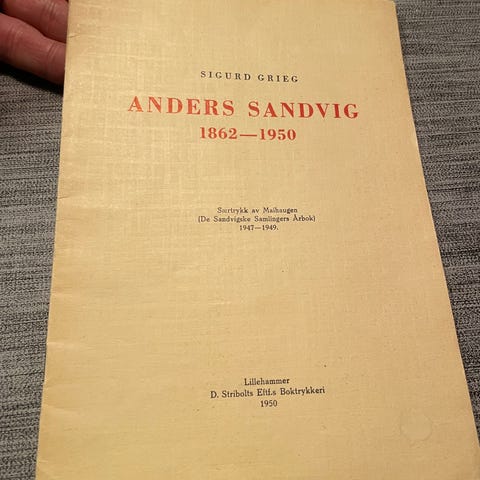 SIGURD GRIEG
ANDERS SANDVIG
1862—1950
Særtrykk av Maihaugen
(De Sandvigske Samlingers Årbok)
1947—1949.
Lillehammer
D. Stribolts Eftf.s Boktrykkeri
1950